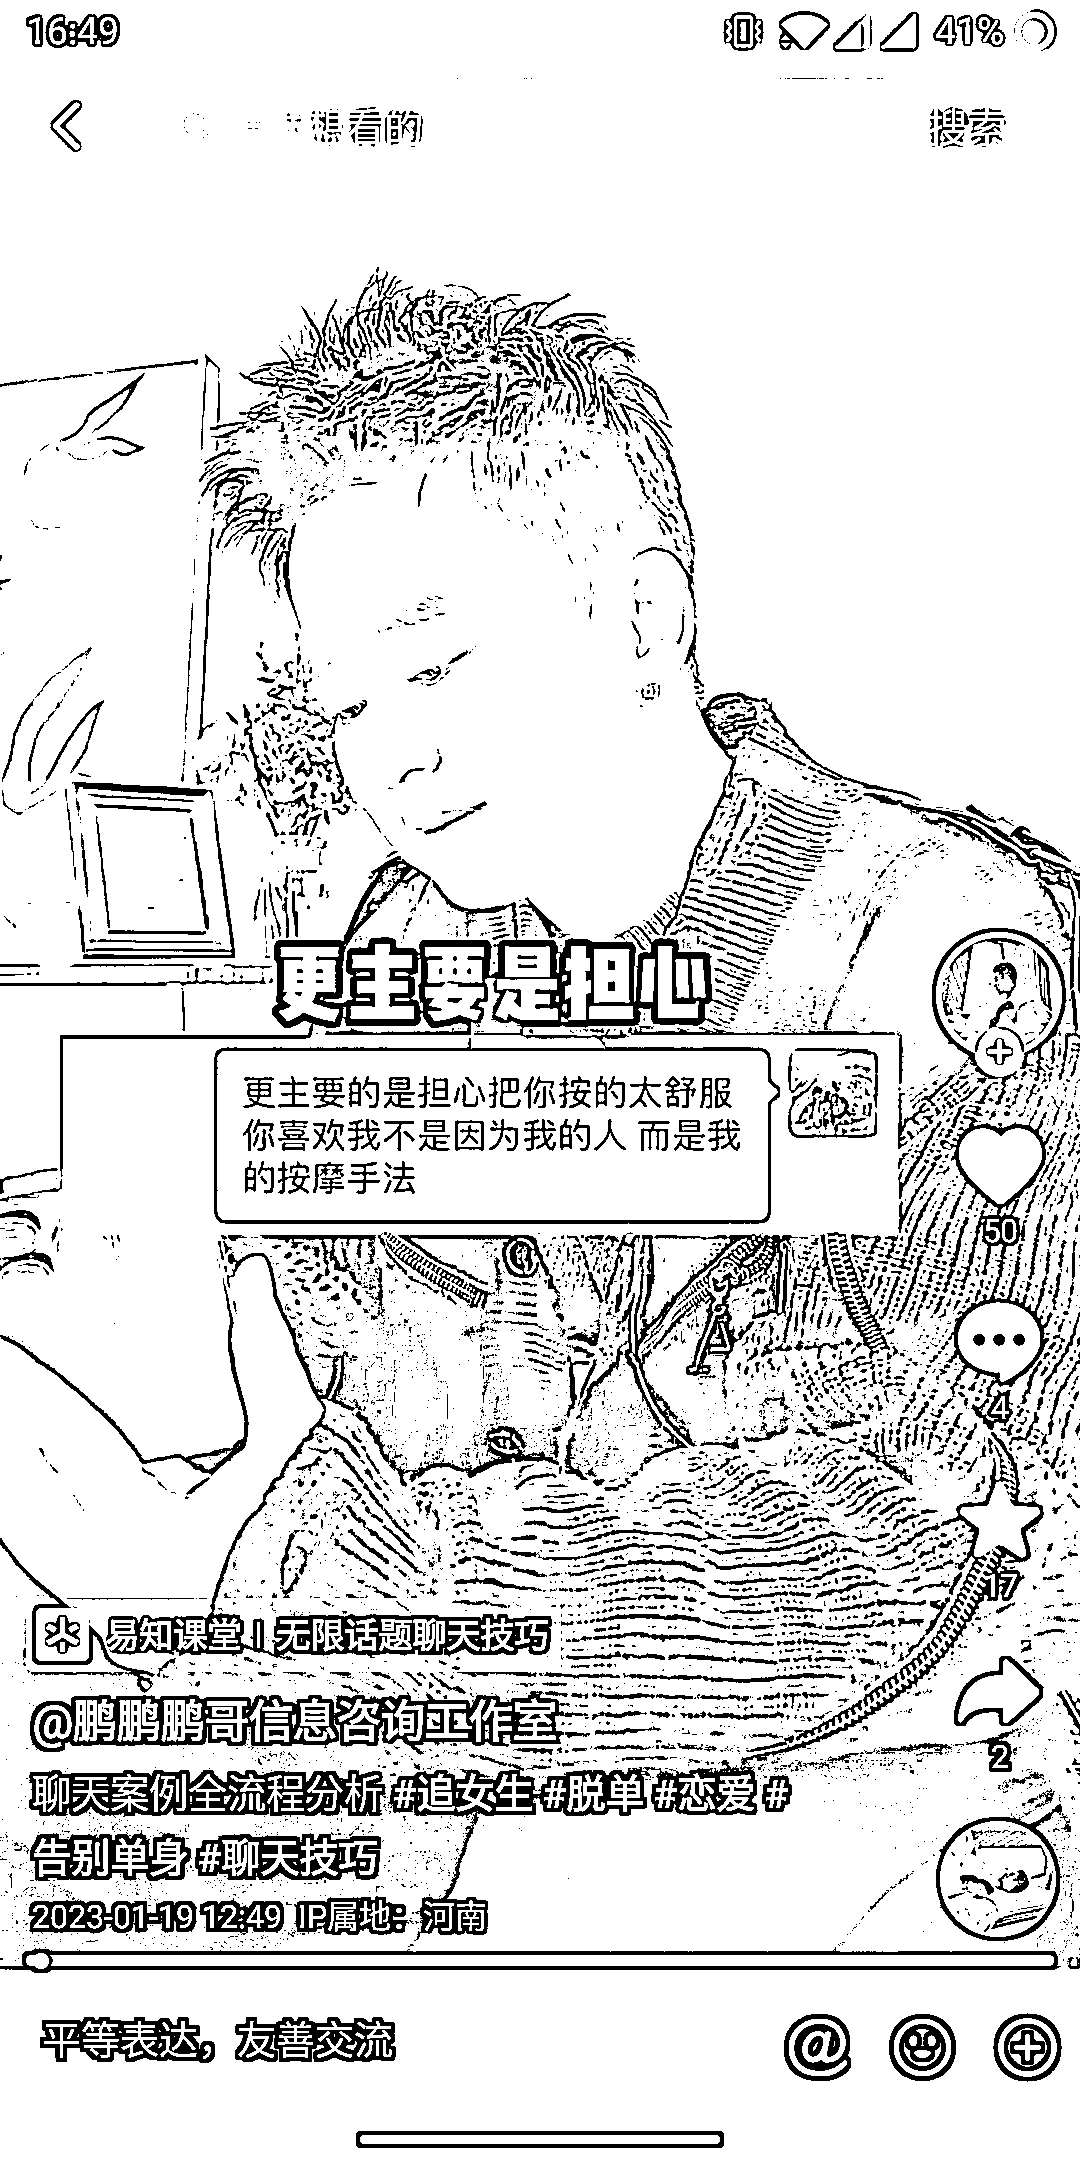 16:49
41%
想看的
搜索
更主要是担心
更主要的是担心把你按的太舒服
你喜欢我不是因为我的人 而是我
的按摩手法
50
4
17
易知课堂 | 无限话题聊天技巧
@鹏鹏鹏哥信息咨询工作室
2
聊天案例全流程分析 #追女生 #脱单 #恋爱 #
告别单身 #聊天技巧
2023-01-19 12:49 IP属地：河南
平等表达，友善交流